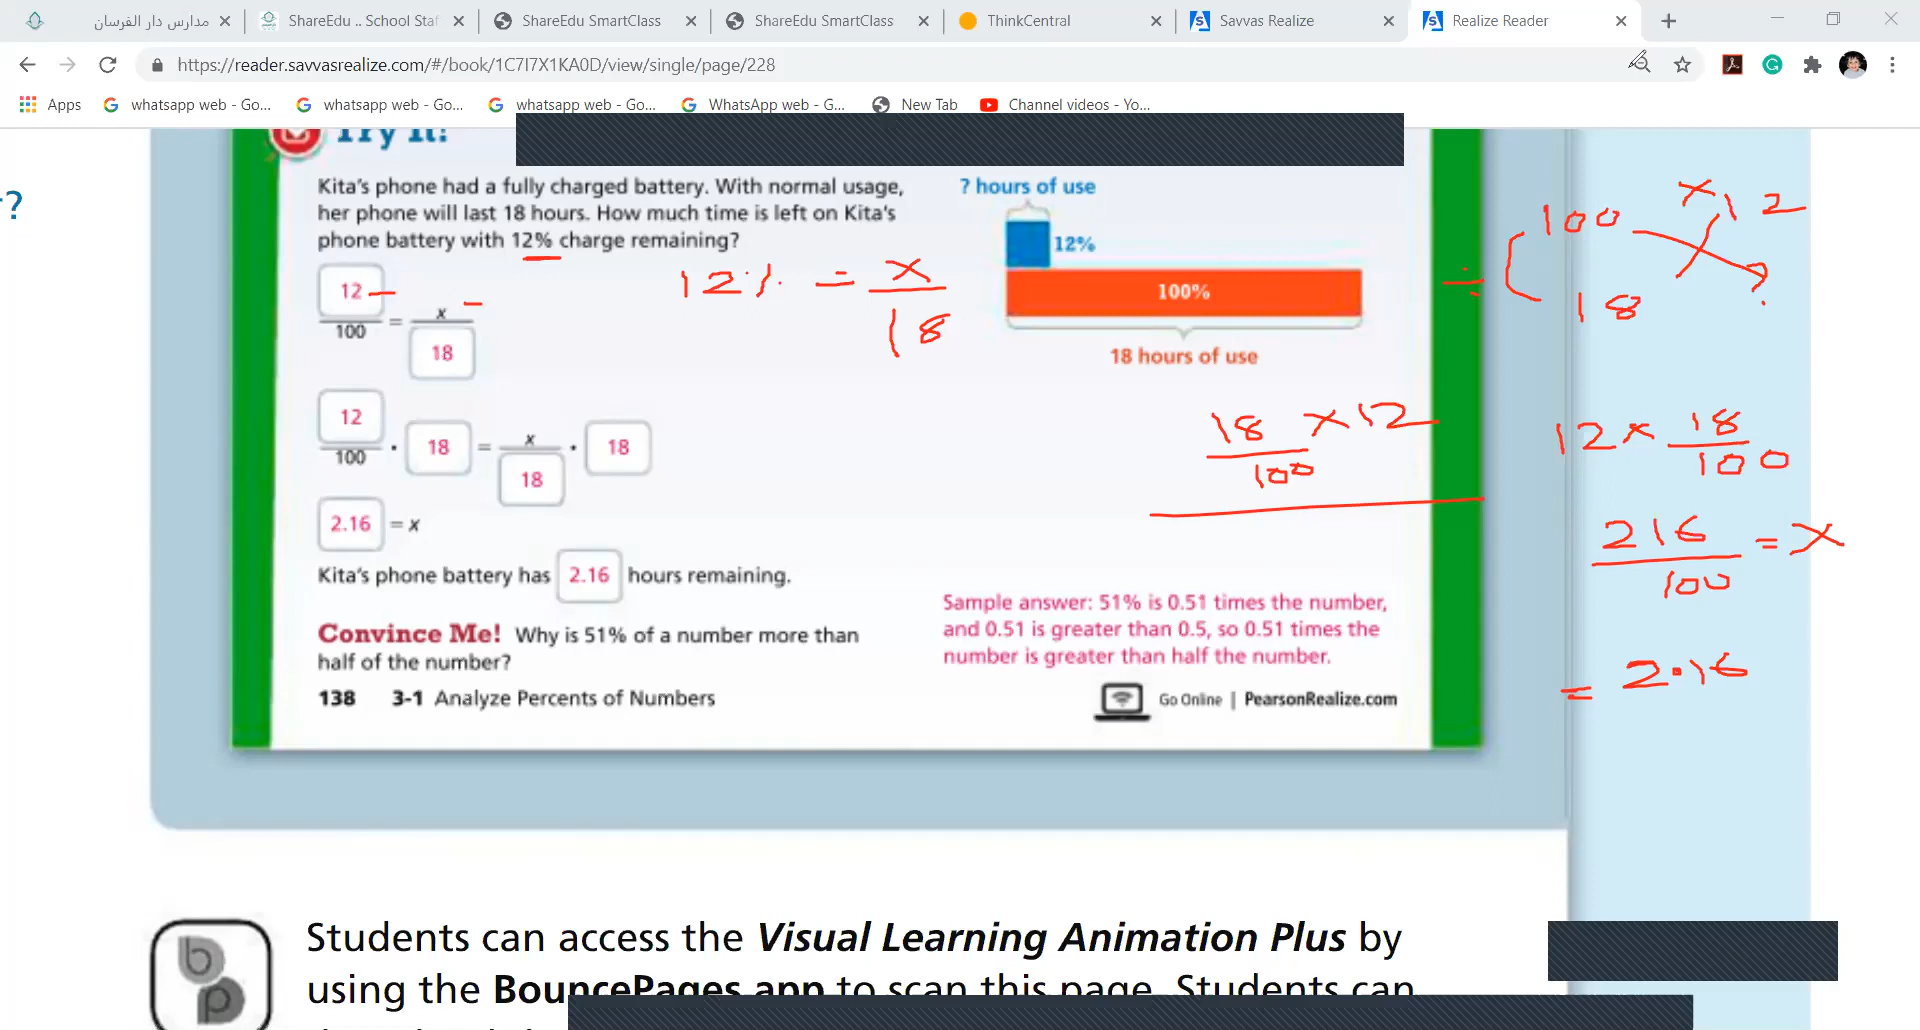 مدارس دار الفرسان
ShareEdu .. School Staf
ShareEdu SmartClass
ShareEdu SmartClass
ThinkCentral
Savvas Realize
Realize Reader
https://reader.savvasrealize.com/#/book/1C7I7X1KA0D/view/single/page/228
Apps
whatsapp web - Go...
whatsapp web - Go...
whatsapp web - Go...
WhatsApp web - G...
New Tab
Channel videos - Yo...
Try It!
?
Kita's phone had a fully charged battery. With normal usage,
her phone will last 18 hours. How much time is left on Kita's
phone battery with 12% charge remaining?
12/100 = x/18
12/100 · 18 = x/18 · 18
2.16 = x
Kita's phone battery has 2.16 hours remaining.
12% = x/18
? hours of use
12%
100%
18 hours of use
18/100 × 12
= 100 × 12
18 ?
12 × 18/100
216/100 = x
= 2.16
Convince Me! Why is 51% of a number more than
half of the number?
Sample answer: 51% is 0.51 times the number,
and 0.51 is greater than 0.5, so 0.51 times the
number is greater than half the number.
138 3-1 Analyze Percents of Numbers
Go Online | PearsonRealize.com
b
p
Students can access the Visual Learning Animation Plus by
using the BouncePages app to scan this page. Students can